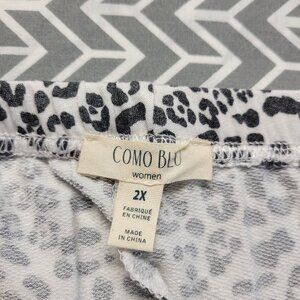 COMO BLU
women
2X
FABRIQUÉ
EN CHINE
MADE
IN CHINA